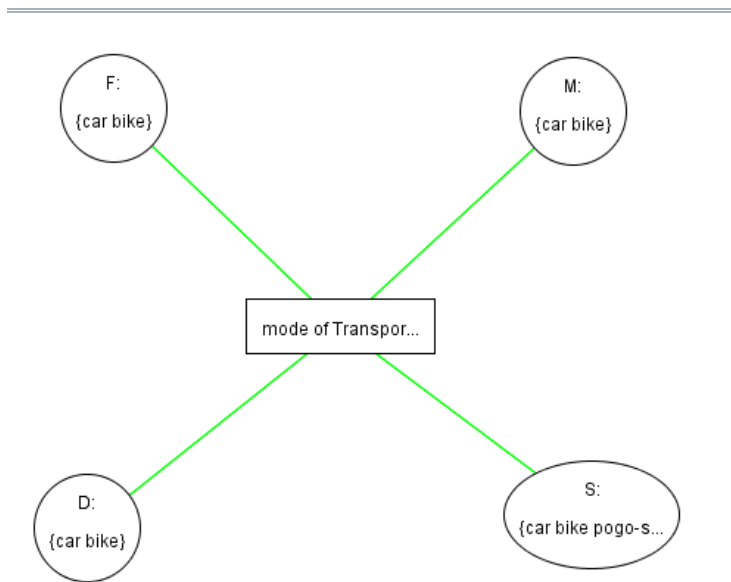 F:
{car bike}
M:
{car bike}
mode of Transpor...
D:
{car bike}
S:
{car bike pogo-s...